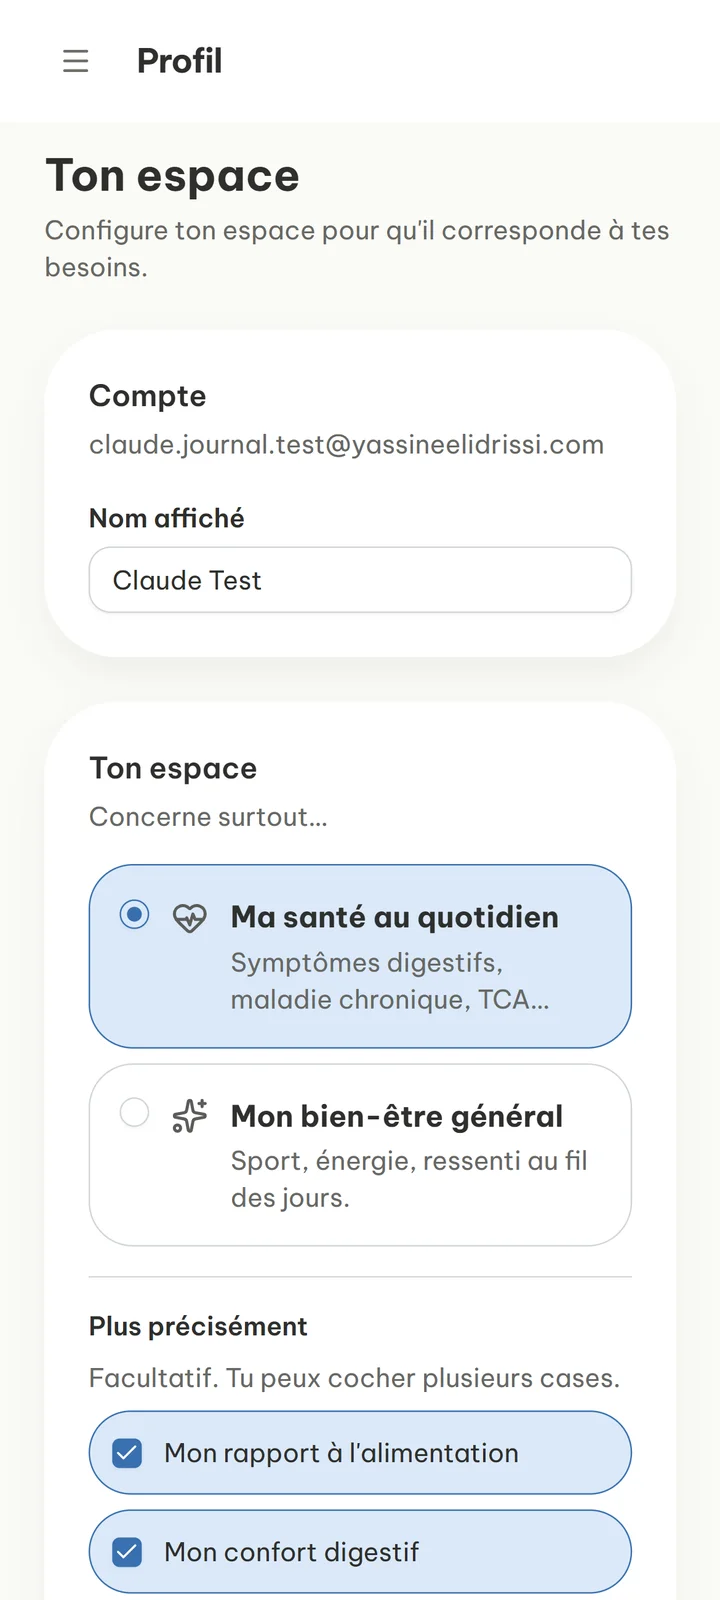 Profil
Ton espace
Configure ton espace pour qu'il corresponde à tes
besoins.
Compte
claude.journal.test@yassineelidrissi.com
Nom affiché
Claude Test
Ton espace
Concerne surtout...
Ma santé au quotidien
Symptômes digestifs,
maladie chronique, TCA...
Mon bien-être général
Sport, énergie, ressenti au fil
des jours.
Plus précisément
Facultatif. Tu peux cocher plusieurs cases.
Mon rapport à l'alimentation
Mon confort digestif